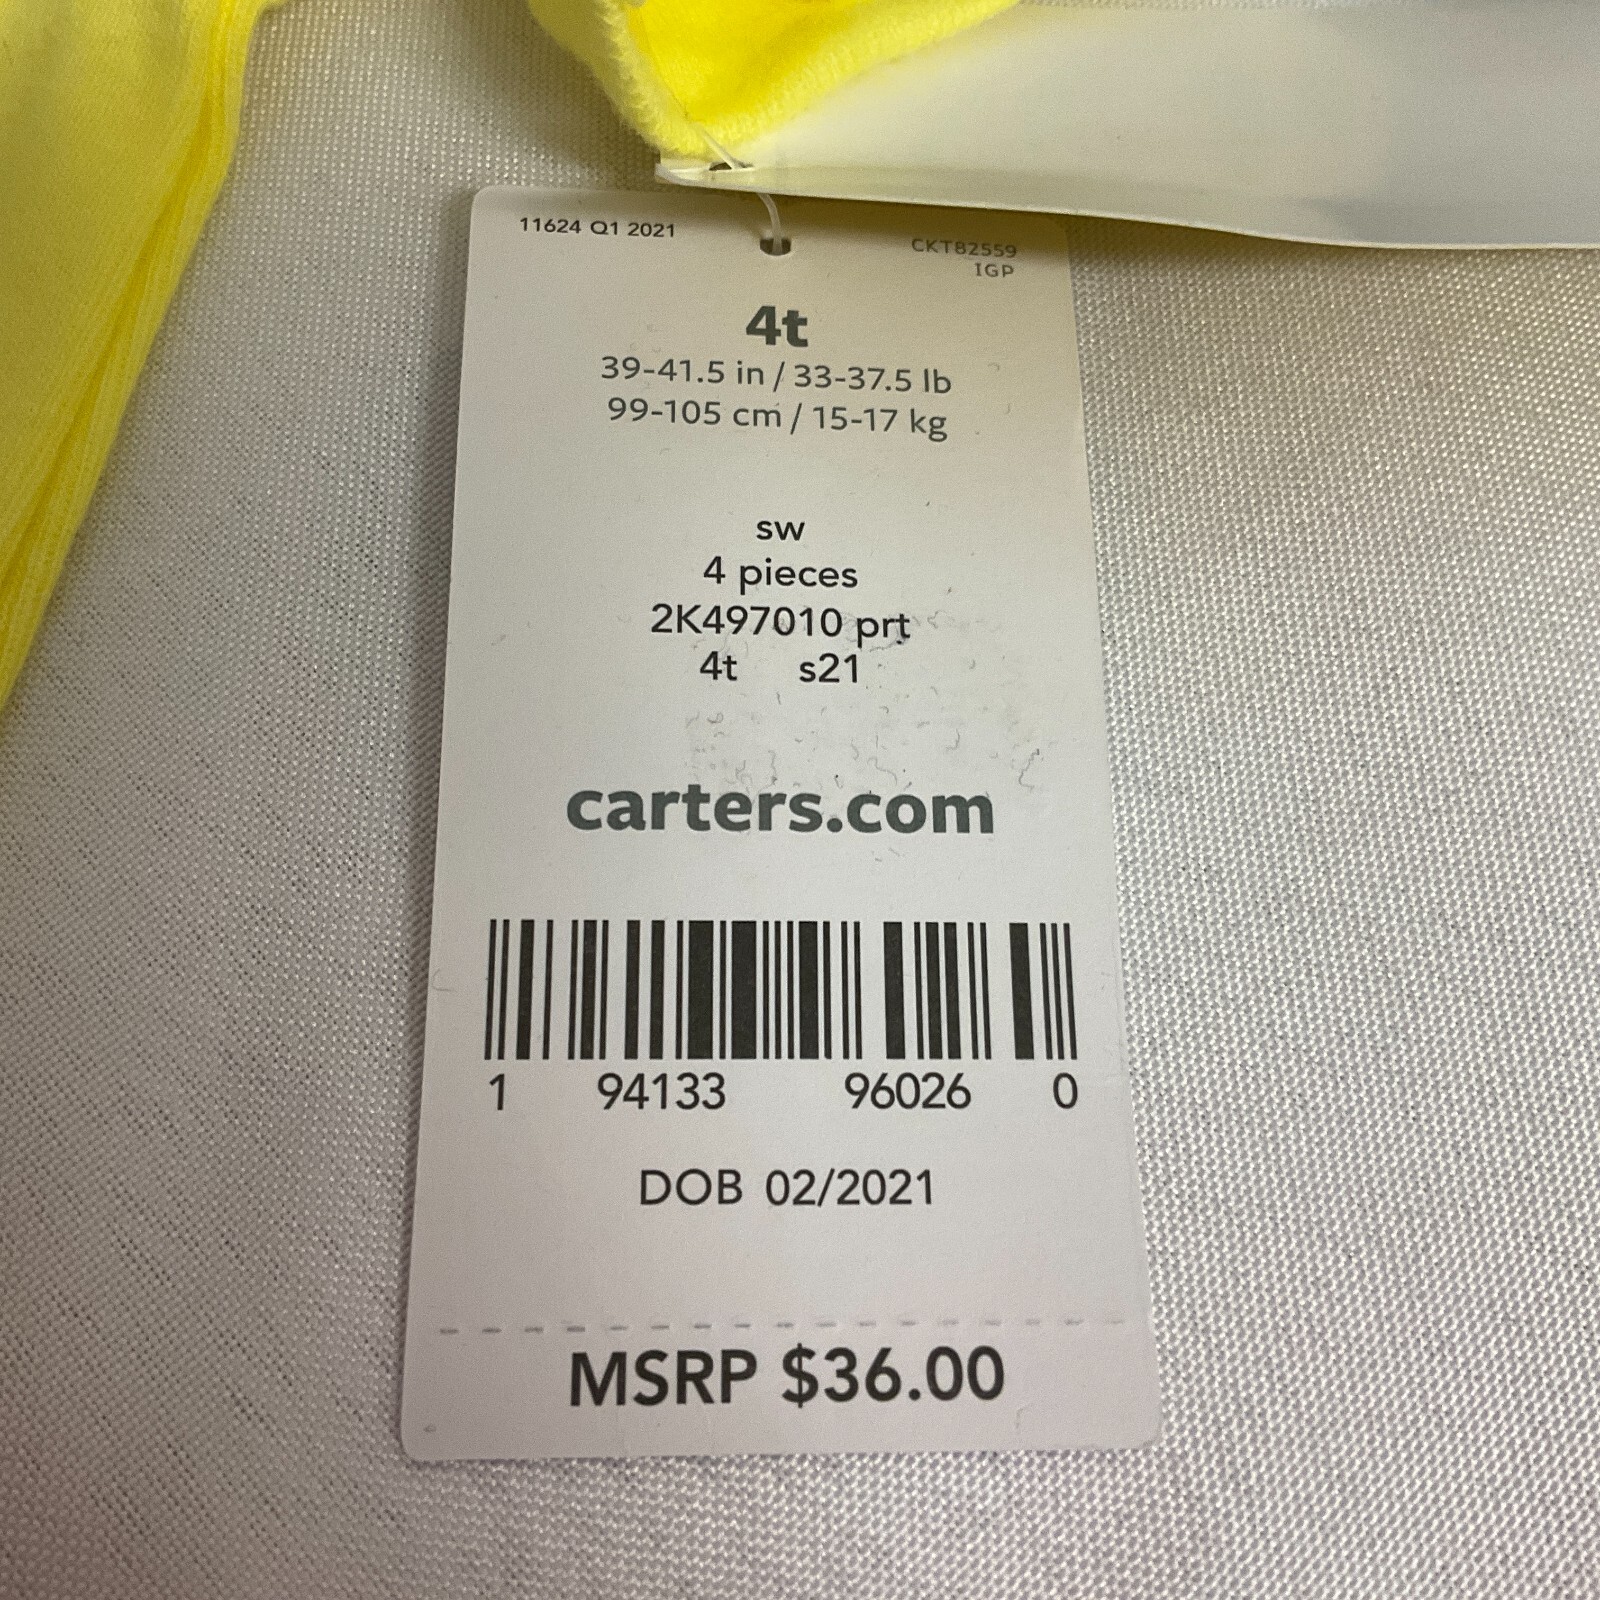 11624 Q1 2021
CKT82559
IGP
4t
39-41.5 in / 33-37.5 lb
99-105 cm / 15-17 kg
sw
4 pieces
2K497010 prt
4t s21
carters.com
1 94133 96026 0
DOB 02/2021
MSRP $36.00